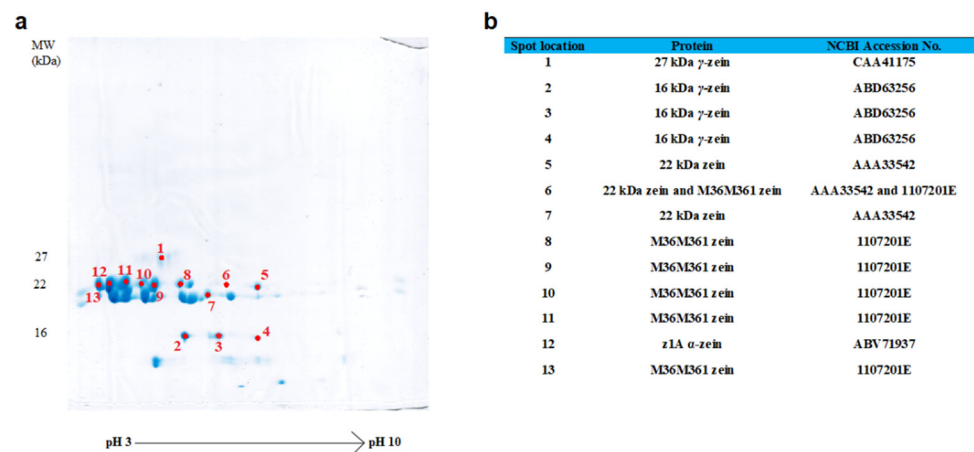 a
MW
(kDa)
27
22
16
1
12
11
10
8
6
5
13
9
7
2
3
4
pH 3
pH 10
b
Spot location Protein NCBI Accession No.
1 27 kDa γ-zein CAA41175
2 16 kDa γ-zein ABD63256
3 16 kDa γ-zein ABD63256
4 16 kDa γ-zein ABD63256
5 22 kDa zein AAA33542
6 22 kDa zein and M36M361 zein AAA33542 and 1107201E
7 22 kDa zein AAA33542
8 M36M361 zein 1107201E
9 M36M361 zein 1107201E
10 M36M361 zein 1107201E
11 M36M361 zein 1107201E
12 z1A α-zein ABV71937
13 M36M361 zein 1107201E